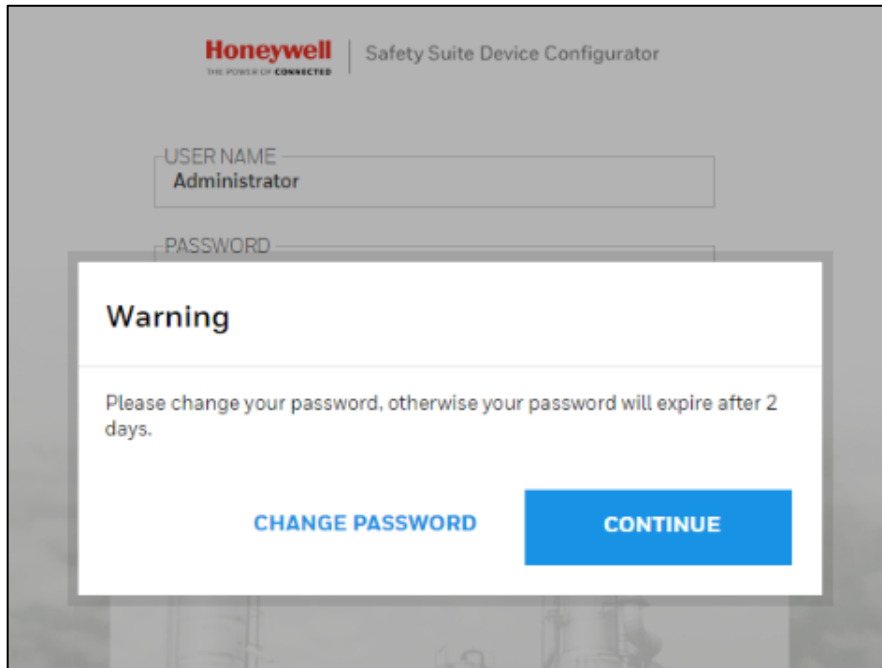 Honeywell
THE POWER OF CONNECTED
Safety Suite Device Configurator
USER NAME
Administrator
PASSWORD
Warning
Please change your password, otherwise your password will expire after 2
days.
CHANGE PASSWORD
CONTINUE